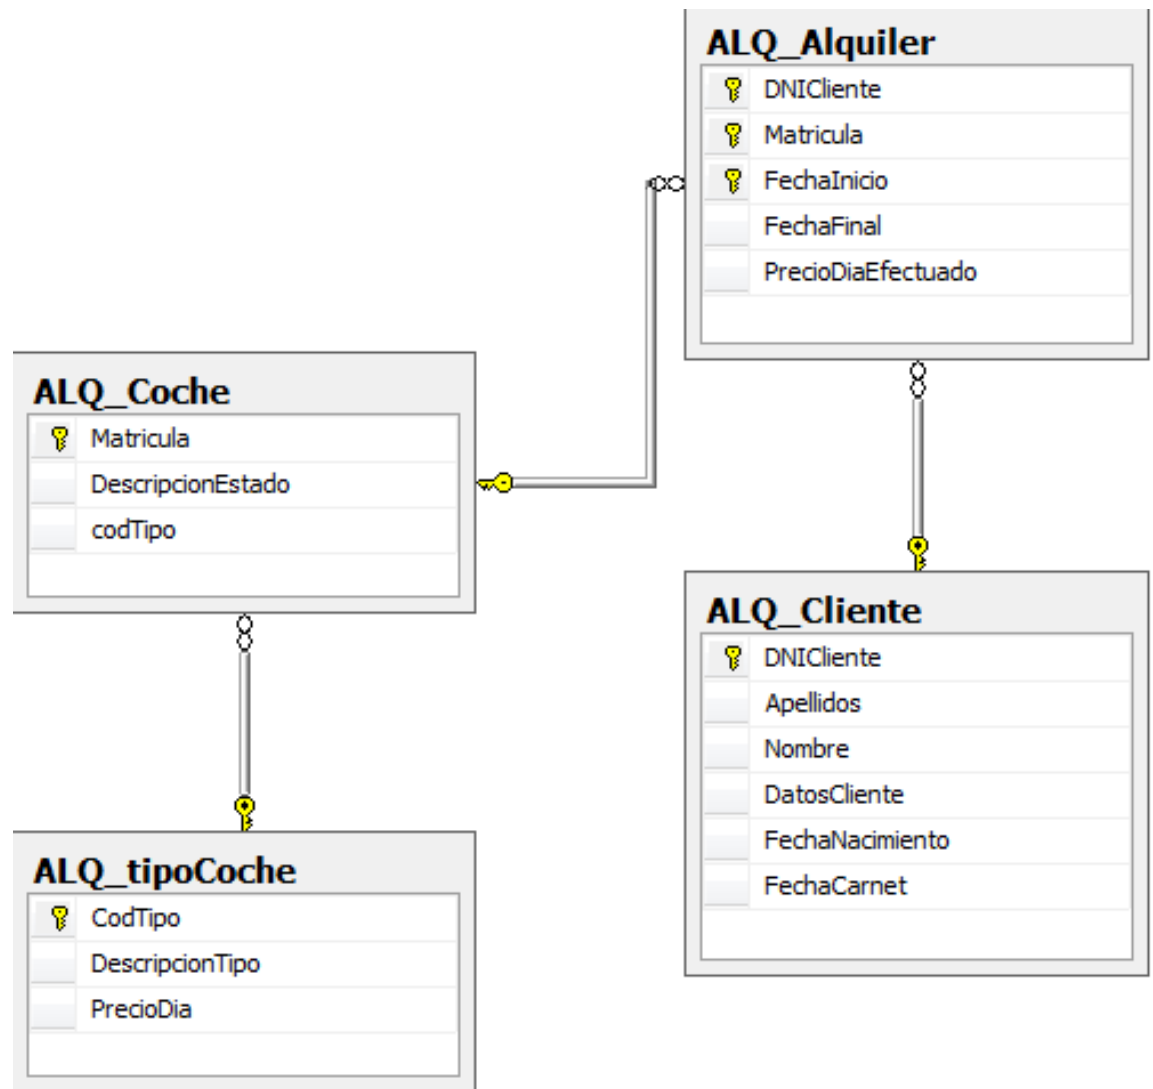 ALQ_Alquiler
DNICliente
Matricula
FechaInicio
FechaFinal
PrecioDiaEfectuado
ALQ_Coche
Matricula
DescripcionEstado
codTipo
ALQ_Cliente
DNICliente
Apellidos
Nombre
DatosCliente
FechaNacimiento
FechaCarnet
ALQ_tipoCoche
CodTipo
DescripcionTipo
PrecioDia